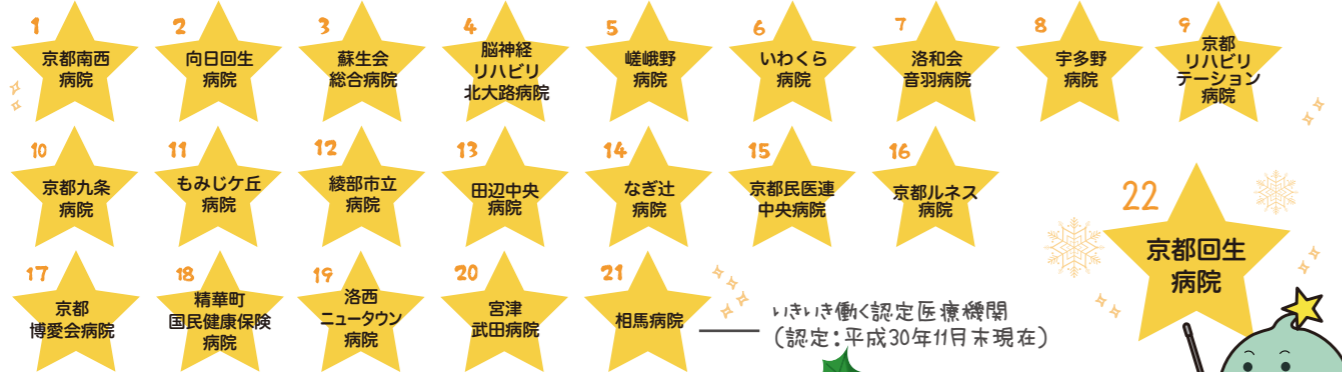 1
京都南西
病院
2
向日回生
病院
3
蘇生会
総合病院
4
脳神経
リハビリ
北大路病院
5
嵯峨野
病院
6
いわくら
病院
7
洛和会
音羽病院
8
宇多野
病院
9
京都
リハビリ
テーション
病院
10
京都九条
病院
11
もみじケ丘
病院
12
綾部市立
病院
13
田辺中央
病院
14
なぎ辻
病院
15
京都民医連
中央病院
16
京都ルネス
病院
17
京都
博愛会病院
18
精華町
国民健康保険
病院
19
洛西
ニュータウン
病院
20
宮津
武田病院
21
相馬病院
いきいき働く認定医療機関
(認定:平成30年11月末現在)
22
京都回生
病院